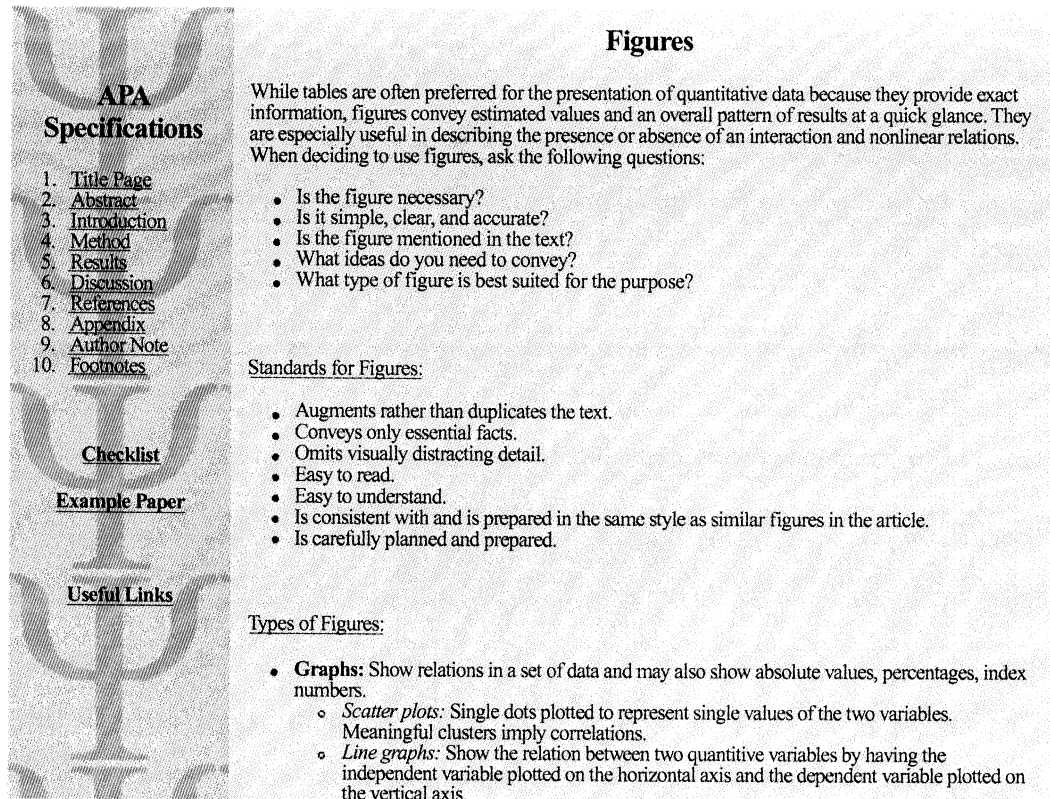 APA
Specifications
1. Title Page
2. Abstract
3. Introduction
4. Method
5. Results
6. Discussion
7. References
8. Appendix
9. Author Note
10. Footnotes
Checklist
Example Paper
Useful Links
Figures
While tables are often preferred for the presentation of quantitative data because they provide exact
information, figures convey estimated values and an overall pattern of results at a quick glance. They
are especially useful in describing the presence or absence of an interaction and nonlinear relations.
When deciding to use figures, ask the following questions:
• Is the figure necessary?
• Is it simple, clear, and accurate?
• Is the figure mentioned in the text?
• What ideas do you need to convey?
• What type of figure is best suited for the purpose?
Standards for Figures:
• Augments rather than duplicates the text.
• Conveys only essential facts.
• Omits visually distracting detail.
• Easy to read.
• Easy to understand.
• Is consistent with and is prepared in the same style as similar figures in the article.
• Is carefully planned and prepared.
Types of Figures:
• Graphs: Show relations in a set of data and may also show absolute values, percentages, index
numbers.
○ Scatter plots: Single dots plotted to represent single values of the two variables.
Meaningful clusters imply correlations.
○ Line graphs: Show the relation between two quantitive variables by having the
independent variable plotted on the horizontal axis and the dependent variable plotted on
the vertical axis.